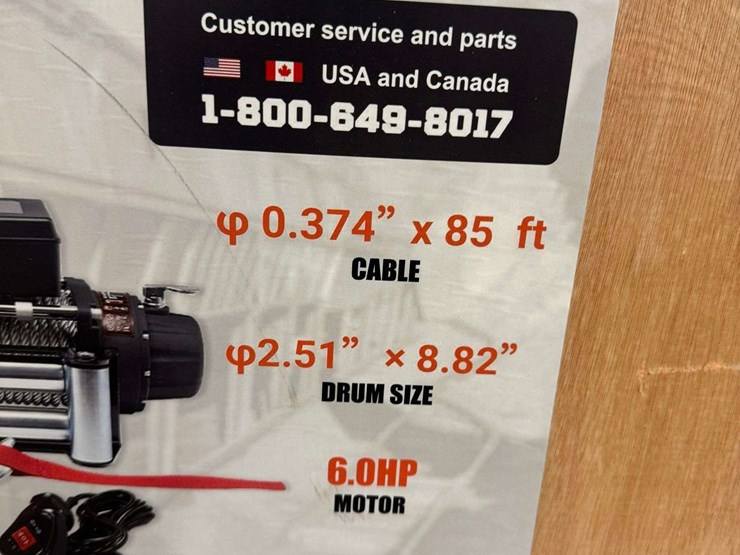 Customer service and parts
USA and Canada
1-800-649-8017
φ 0.374” x 85 ft
CABLE
φ2.51” × 8.82”
DRUM SIZE
6.0HP
MOTOR